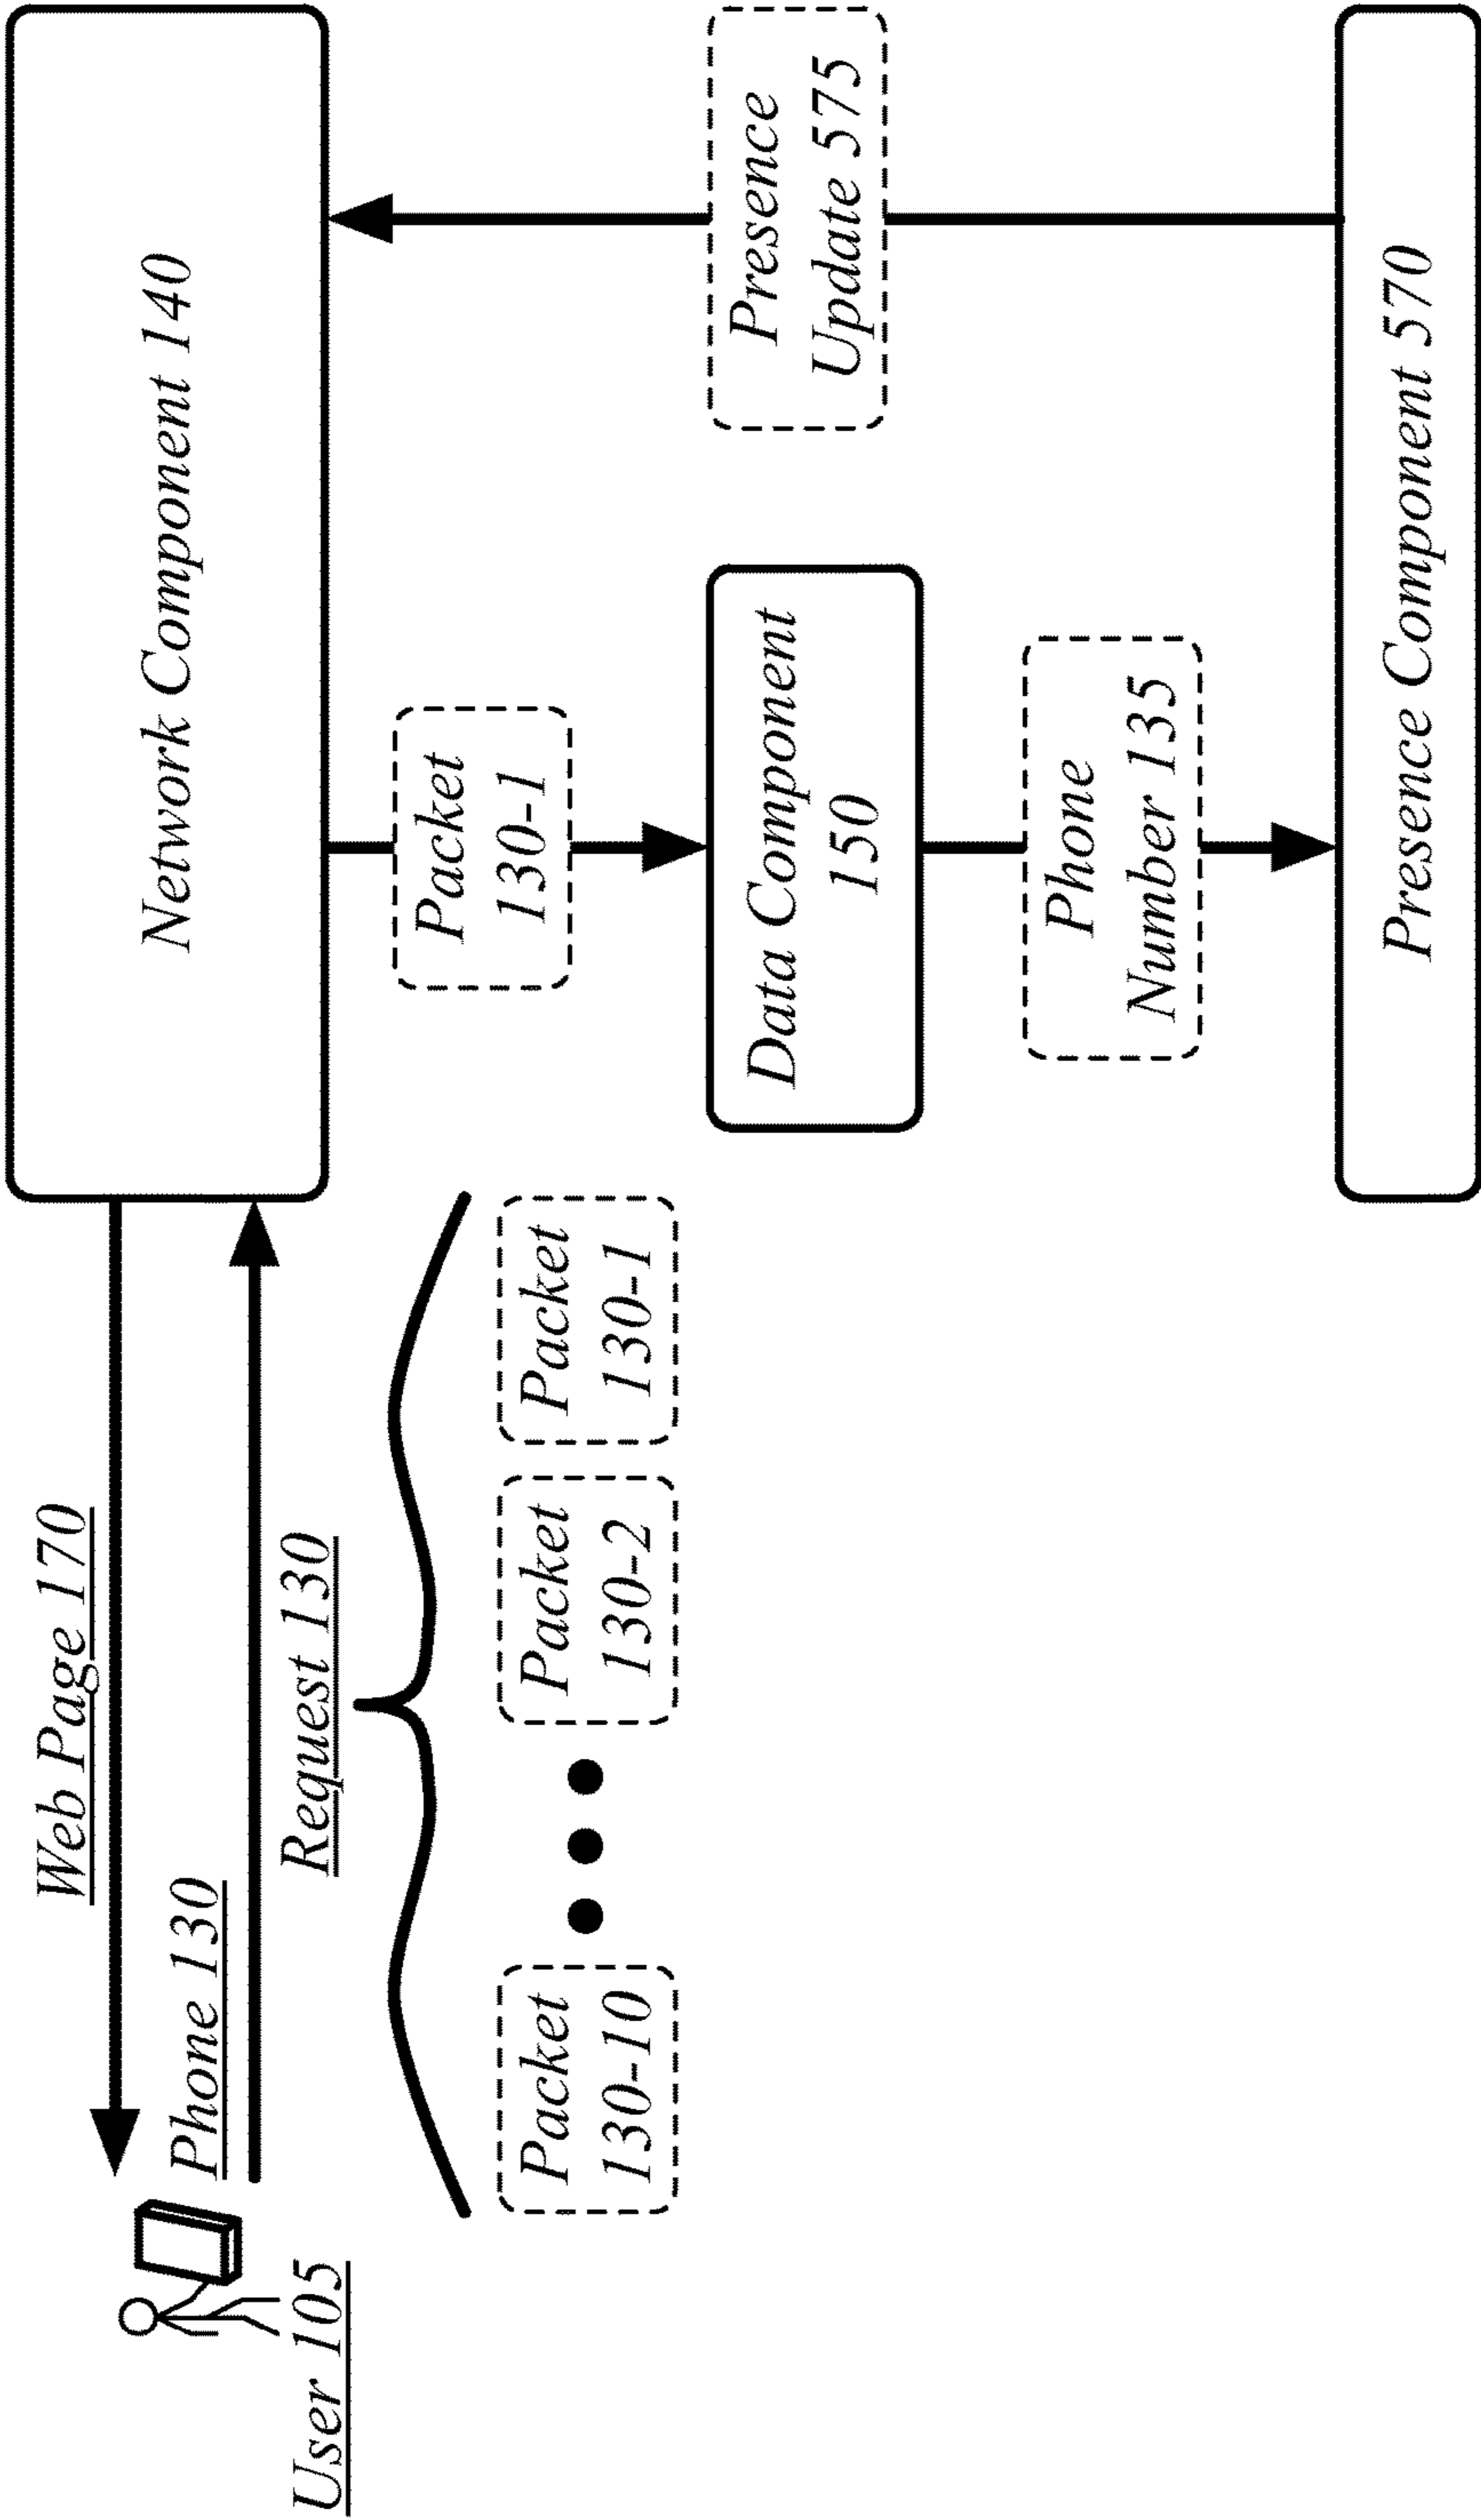 Web Page 170
Network Component 140
Phone 130
User 105
Request 130
Packet
130-10
Packet
130-2
Packet
130-1
Packet
130-1
Data Component
150
Presence
Update 575
Phone
Number 135
Presence Component 570